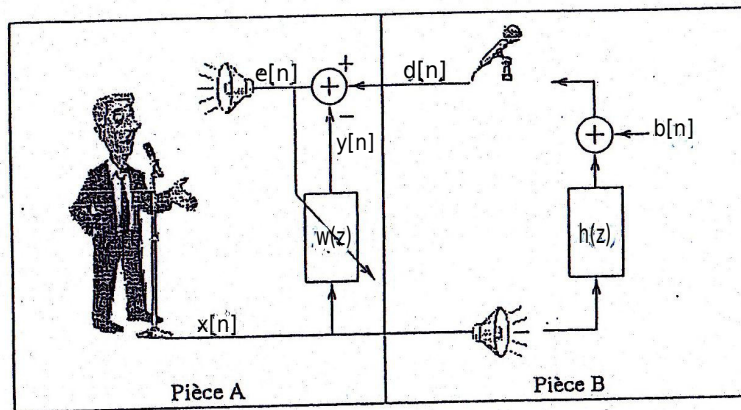 e[n]
+
+
d[n]
−
y[n]
+
b[n]
w(z)
h(z)
x[n]
Pièce A
Pièce B